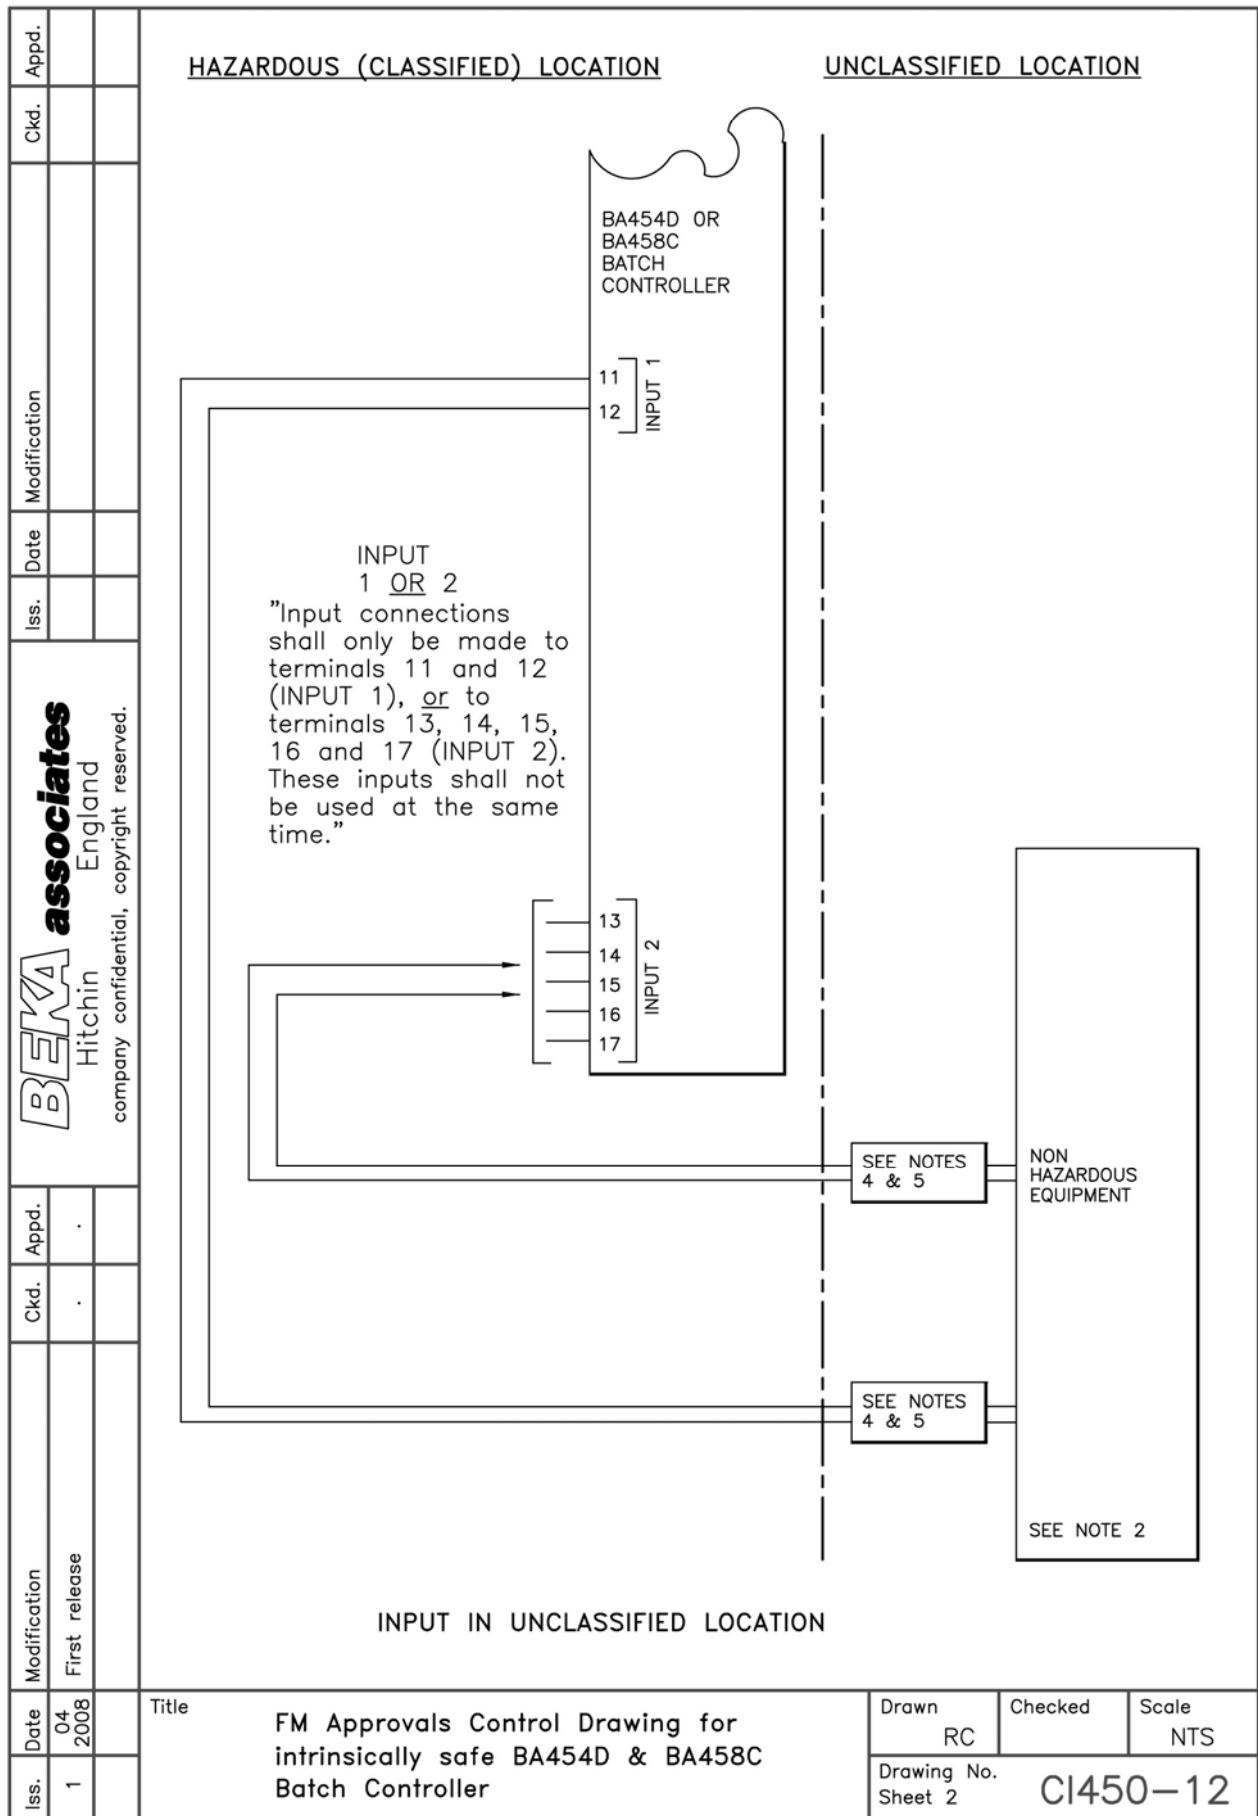 HAZARDOUS (CLASSIFIED) LOCATION
UNCLASSIFIED LOCATION
BA454D OR
BA458C
BATCH
CONTROLLER
11
12
INPUT 1
INPUT
1 OR 2
"Input connections
shall only be made to
terminals 11 and 12
(INPUT 1), or to
terminals 13, 14, 15,
16 and 17 (INPUT 2).
These inputs shall not
be used at the same
time."
13
14
15
16
17
INPUT 2
SEE NOTES
4 & 5
NON
HAZARDOUS
EQUIPMENT
SEE NOTES
4 & 5
SEE NOTE 2
INPUT IN UNCLASSIFIED LOCATION
Iss. Date Modification Ckd. Appd.
1 04 2008 First release . .
BEKA associates
Hitchin England
company confidential, copyright reserved.
Iss. Date Modification Ckd. Appd.
Title
FM Approvals Control Drawing for
intrinsically safe BA454D & BA458C
Batch Controller
Drawn
RC
Checked
Scale
NTS
Drawing No.
Sheet 2
CI450-12